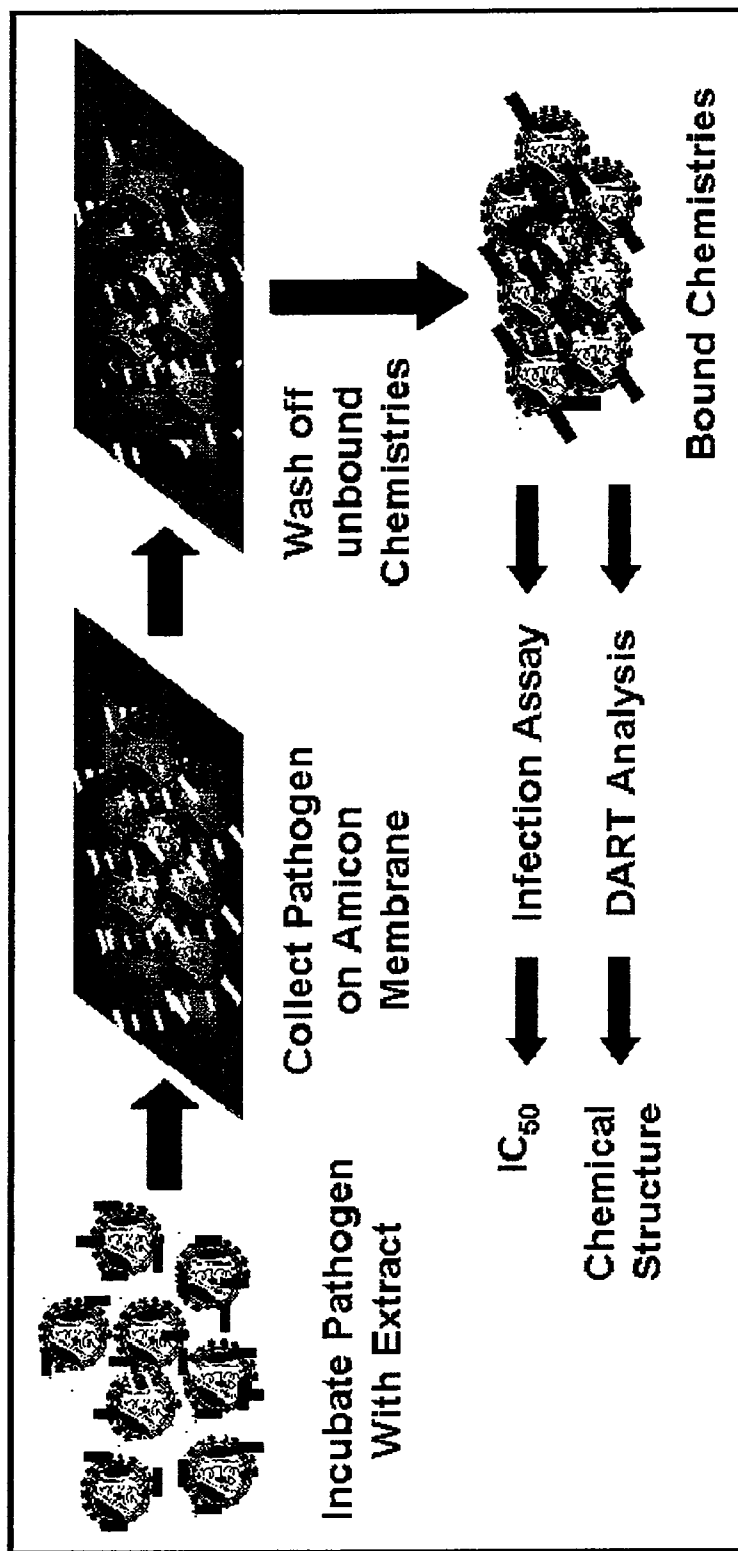 Incubate Pathogen
With Extract
Collect Pathogen
on Amicon
Membrane
Wash off
unbound
Chemistries
Bound Chemistries
Infection Assay
IC50
DART Analysis
Chemical
Structure